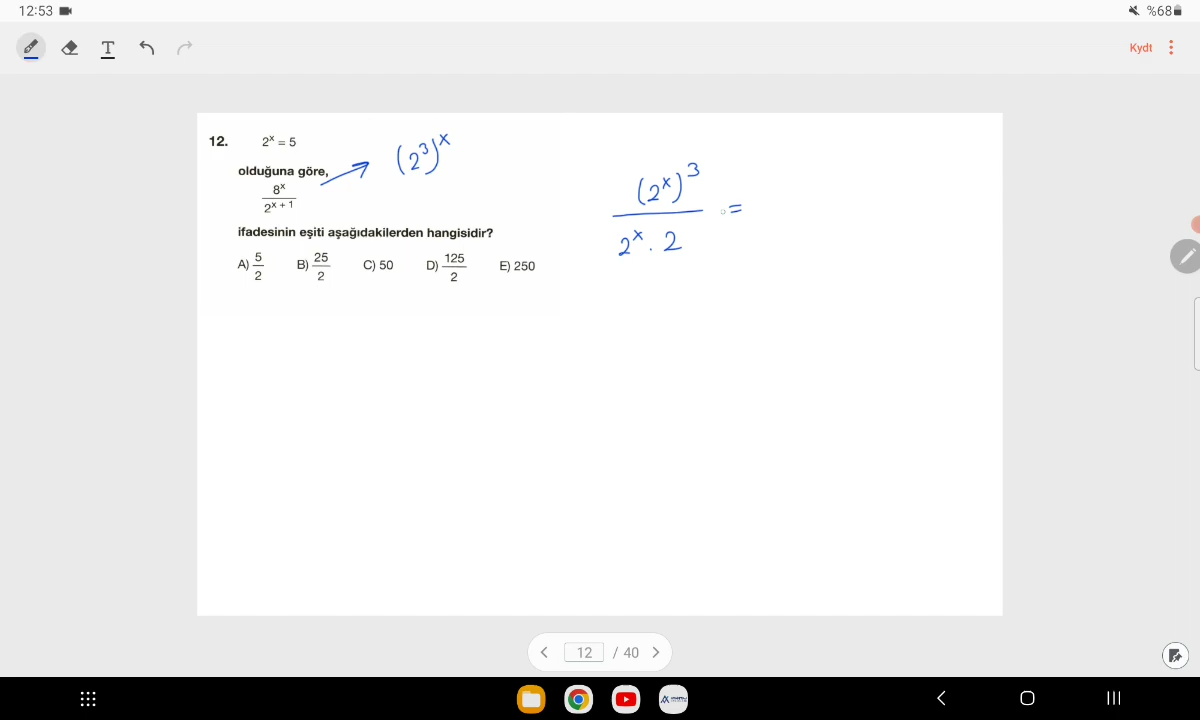 12:53 %68
T Kydt
12. 2ˣ = 5
olduğuna göre,
8ˣ
2ˣ ⁺ ¹
ifadesinin eşiti aşağıdakilerden hangisidir?
A) 5/2 B) 25/2 C) 50 D) 125/2 E) 250
(2³)ˣ
(2ˣ)³ =
2ˣ . 2
12 / 40